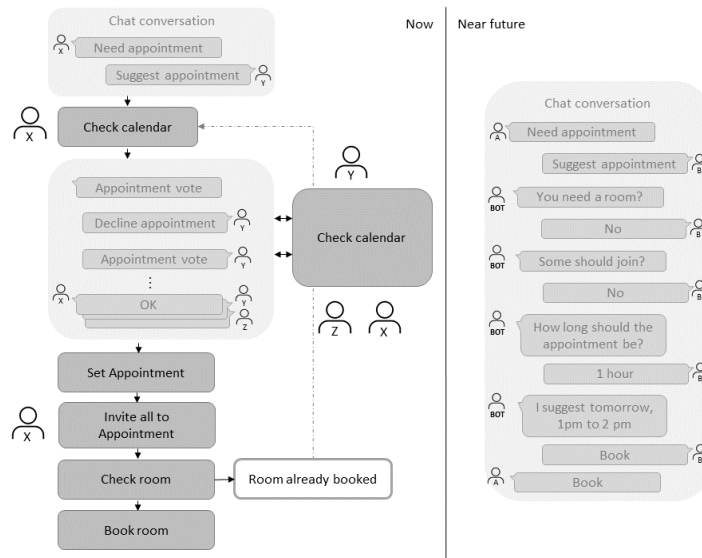 Now
Chat conversation
X
Need appointment
Suggest appointment
Y
X
Check calendar
Appointment vote
Decline appointment
Y
Appointment vote
Y
⋮
X
OK
Y
Z
Y
Check calendar
Z
X
Set Appointment
X
Invite all to
Appointment
Check room
Room already booked
Book room
Near future
Chat conversation
A
Need appointment
Suggest appointment
B
BOT
You need a room?
No
B
BOT
Some should join?
No
B
BOT
How long should the
appointment be?
1 hour
B
BOT
I suggest tomorrow,
1pm to 2 pm
Book
B
A
Book